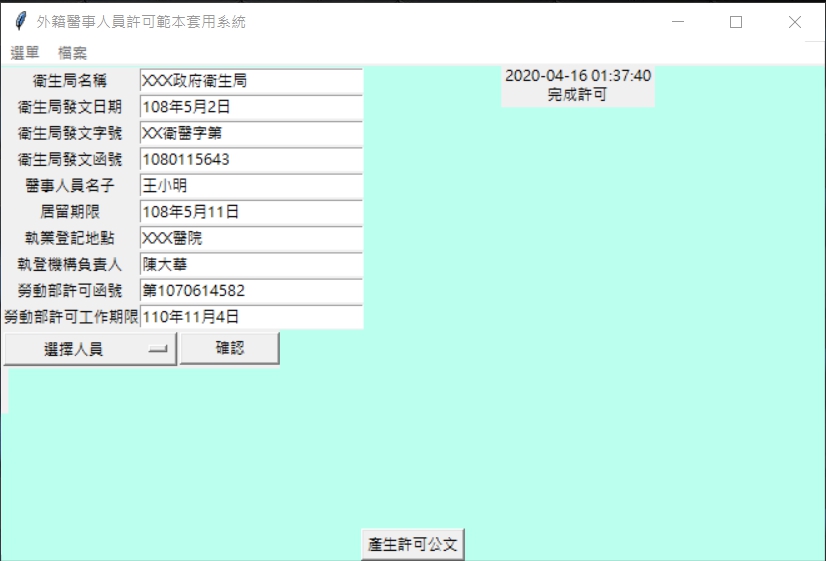 外籍醫事人員許可範本套用系統
選單 檔案
衛生局名稱 XXX政府衛生局
衛生局發文日期 108年5月2日
衛生局發文字號 XX衛醫字第
衛生局發文函號 1080115643
醫事人員名子 王小明
居留期限 108年5月11日
執業登記地點 XXX醫院
執登機構負責人 陳大華
勞動部許可函號 第1070614582
勞動部許可工作期限 110年11月4日
選擇人員 確認
2020-04-16 01:37:40
完成許可
產生許可公文